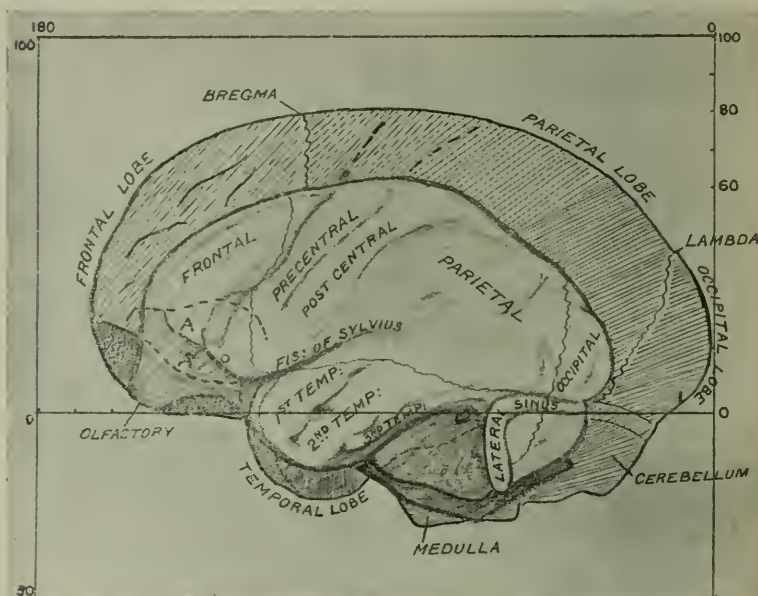 180
0
100
100
BREGMA
80
PARIETAL LOBE
FRONTAL LOBE
60
LAMBDA
FRONTAL
PRECENTRAL
POST CENTRAL
PARIETAL
OCCIPITAL LOBE
A
FIS: OF SYLVIUS
OCCIPITAL
1ST TEMP:
2ND TEMP:
3RD TEMP:
SINUS
LATERAL
0
0
OLFACTORY
TEMPORAL LOBE
CEREBELLUM
MEDULLA